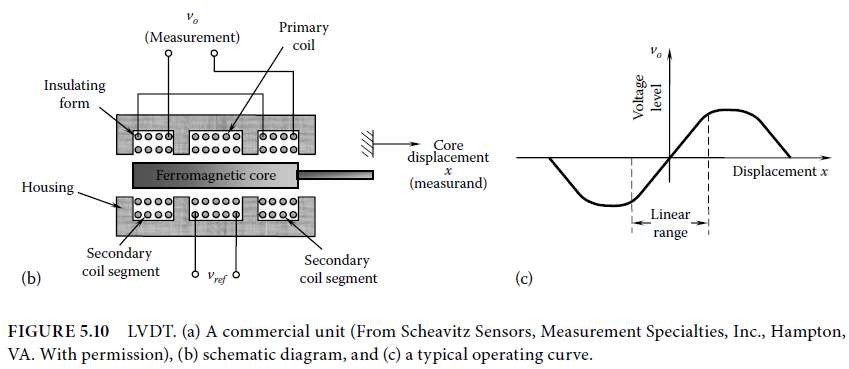 v_o
(Measurement)
Primary
coil
Insulating
form
Ferromagnetic core
Core
displacement
x
(measurand)
Housing
Secondary
coil segment
v_ref
Secondary
coil segment
(b)
v_o
Voltage
level
Displacement x
Linear
range
(c)
FIGURE 5.10 LVDT. (a) A commercial unit (From Scheavitz Sensors, Measurement Specialties, Inc., Hampton,
VA. With permission), (b) schematic diagram, and (c) a typical operating curve.